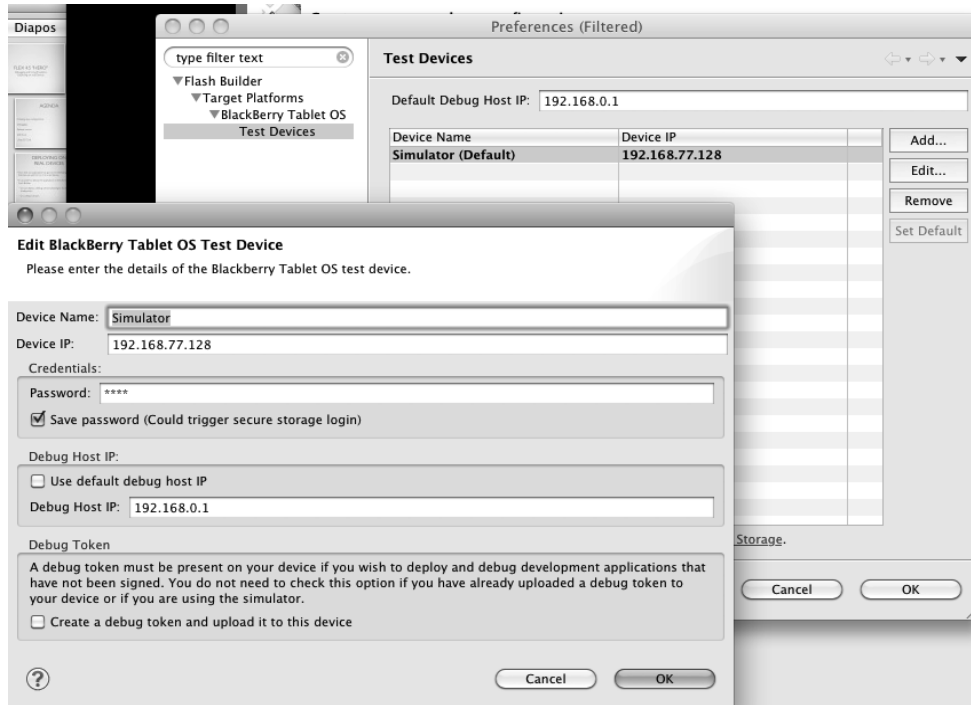 Diapos
AGENDA
Preferences (Filtered)
type filter text
Flash Builder
Target Platforms
BlackBerry Tablet OS
Test Devices
Test Devices
Default Debug Host IP: 192.168.0.1
Device Name Device IP
Simulator (Default) 192.168.77.128
Add...
Edit...
Remove
Set Default
Storage.
Cancel OK
Edit BlackBerry Tablet OS Test Device
Please enter the details of the Blackberry Tablet OS test device.
Device Name: Simulator
Device IP: 192.168.77.128
Credentials:
Password: ****
Save password (Could trigger secure storage login)
Debug Host IP:
Use default debug host IP
Debug Host IP: 192.168.0.1
Debug Token
A debug token must be present on your device if you wish to deploy and debug development applications that
have not been signed. You do not need to check this option if you have already uploaded a debug token to
your device or if you are using the simulator.
Create a debug token and upload it to this device
?
Cancel OK